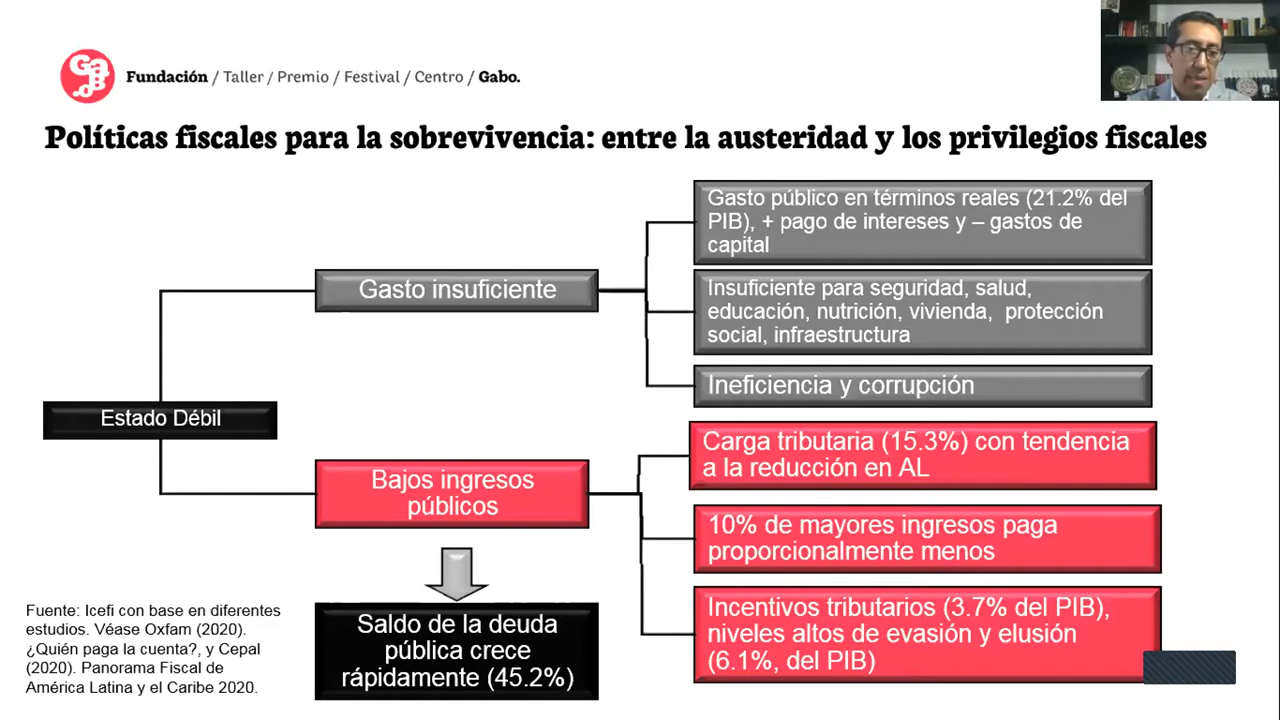 Gabo.
Fundación / Taller / Premio / Festival / Centro / Gabo.
Políticas fiscales para la sobrevivencia: entre la austeridad y los privilegios fiscales
Estado Débil
Gasto insuficiente
Gasto público en términos reales (21.2% del
PIB), + pago de intereses y – gastos de
capital
Insuficiente para seguridad, salud,
educación, nutrición, vivienda, protección
social, infraestructura
Ineficiencia y corrupción
Bajos ingresos
públicos
Carga tributaria (15.3%) con tendencia
a la reducción en AL
10% de mayores ingresos paga
proporcionalmente menos
Incentivos tributarios (3.7% del PIB),
niveles altos de evasión y elusión
(6.1%, del PIB)
Saldo de la deuda
pública crece
rápidamente (45.2%)
Fuente: Icefi con base en diferentes
estudios. Véase Oxfam (2020).
¿Quién paga la cuenta?, y Cepal
(2020). Panorama Fiscal de
América Latina y el Caribe 2020.